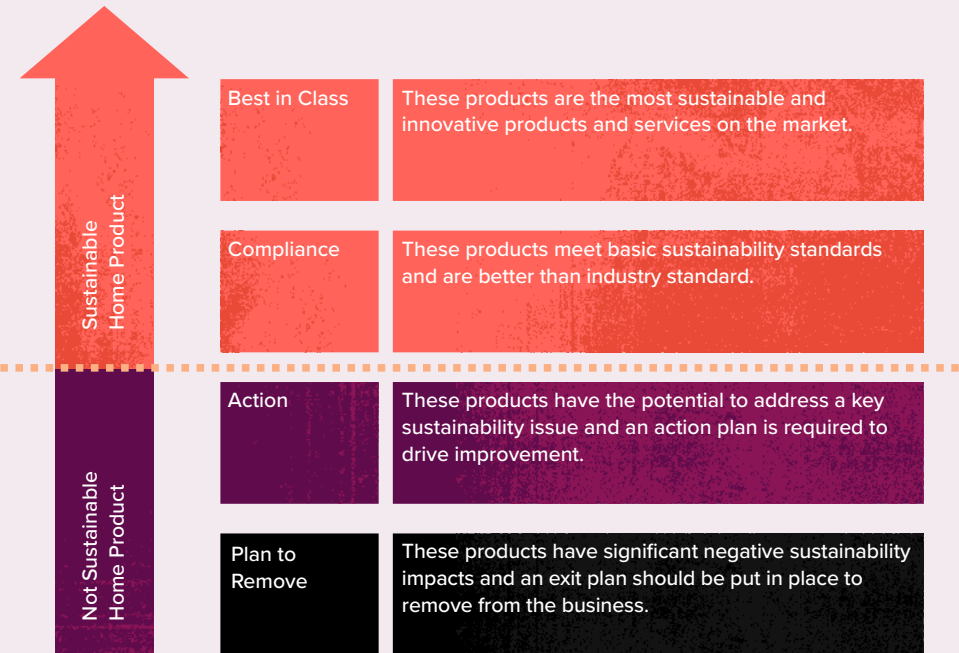 Best in Class
These products are the most sustainable and
innovative products and services on the market.
Sustainable
Home Product
Compliance
These products meet basic sustainability standards
and are better than industry standard.
Action
These products have the potential to address a key
sustainability issue and an action plan is required to
drive improvement.
Not Sustainable
Home Product
Plan to
Remove
These products have significant negative sustainability
impacts and an exit plan should be put in place to
remove from the business.